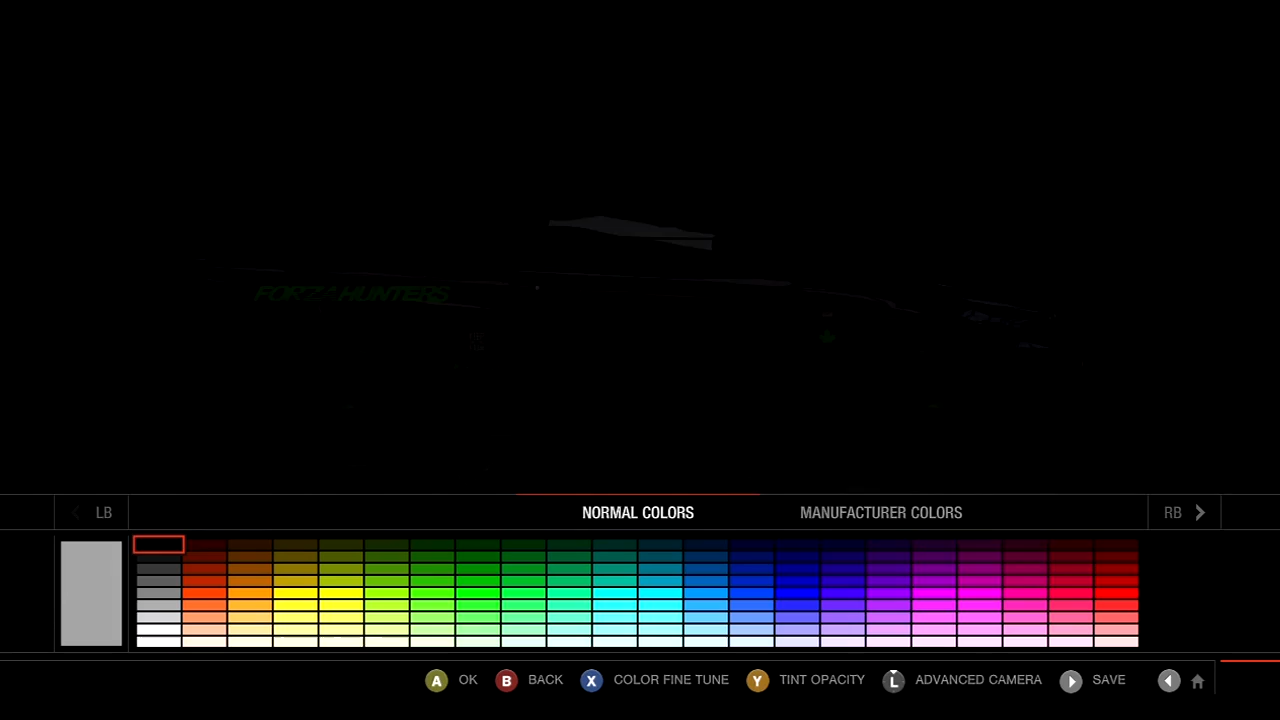 FORZA HUNTERS
LB
NORMAL COLORS
MANUFACTURER COLORS
RB
A OK B BACK X COLOR FINE TUNE Y TINT OPACITY L ADVANCED CAMERA SAVE